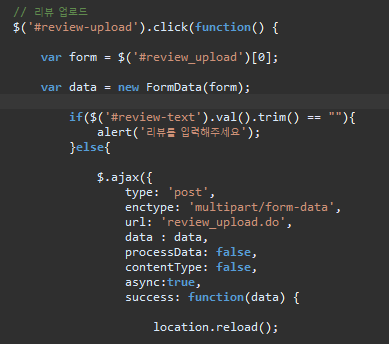 // 리뷰 업로드
$('#review-upload').click(function() {
var form = $('#review_upload')[0];
var data = new FormData(form);
if($('#review-text').val().trim() == ""){
alert('리뷰를 입력해주세요');
}else{
$.ajax({
type: 'post',
enctype: 'multipart/form-data',
url: 'review_upload.do',
data : data,
processData: false,
contentType: false,
async:true,
success: function(data) {
location.reload();